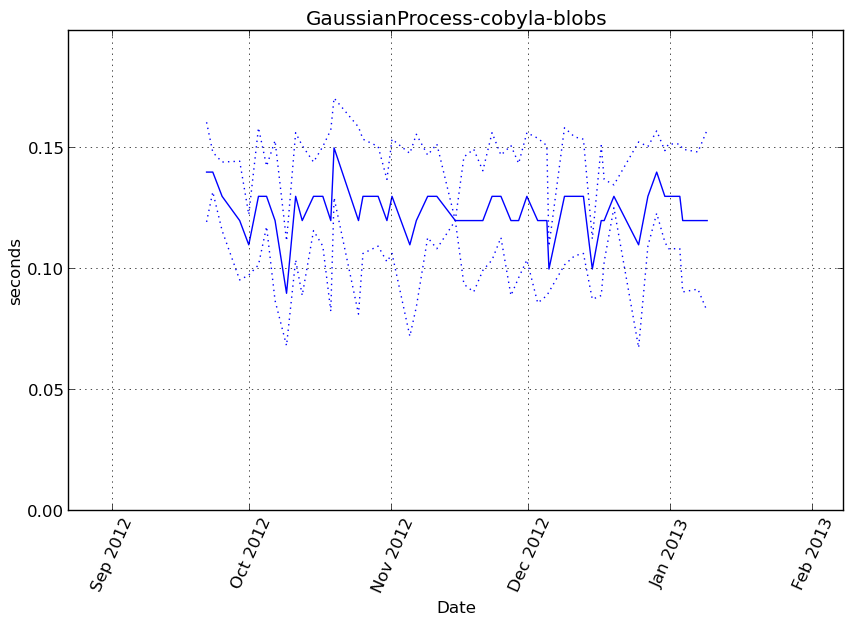 GaussianProcess-cobyla-blobs
0.15
0.10
0.05
0.00
seconds
Sep 2012
Oct 2012
Nov 2012
Dec 2012
Jan 2013
Feb 2013
Date